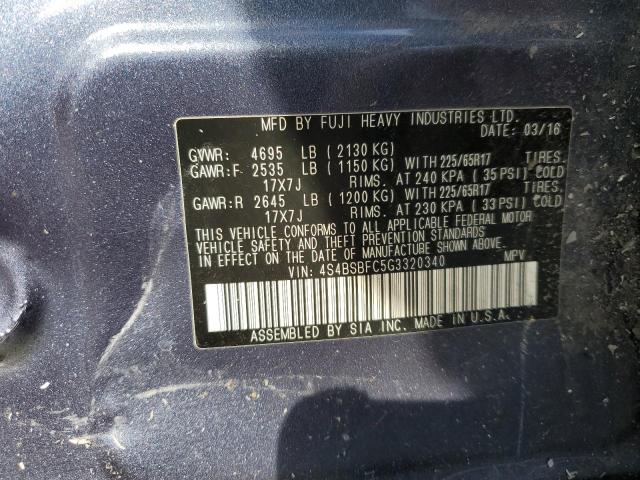 MFD BY FUJI HEAVY INDUSTRIES LTD.
DATE: 03/16
GVWR: 4695 LB ( 2130 KG)
GAWR:F 2535 LB ( 1150 KG) WITH 225/65R17 TIRES.
17X7J RIMS. AT 240 KPA ( 35 PSI) COLD
GAWR:R 2645 LB ( 1200 KG) WITH 225/65R17 TIRES.
17X7J RIMS. AT 230 KPA ( 33 PSI) COLD
THIS VEHICLE CONFORMS TO ALL APPLICABLE FEDERAL MOTOR
VEHICLE SAFETY AND THEFT PREVENTION STANDARDS
IN EFFECT ON THE DATE OF MANUFACTURE SHOWN ABOVE.
VIN: 4S4BSBFC5G3320340 MPV
ASSEMBLED BY SIA INC. MADE IN U.S.A.